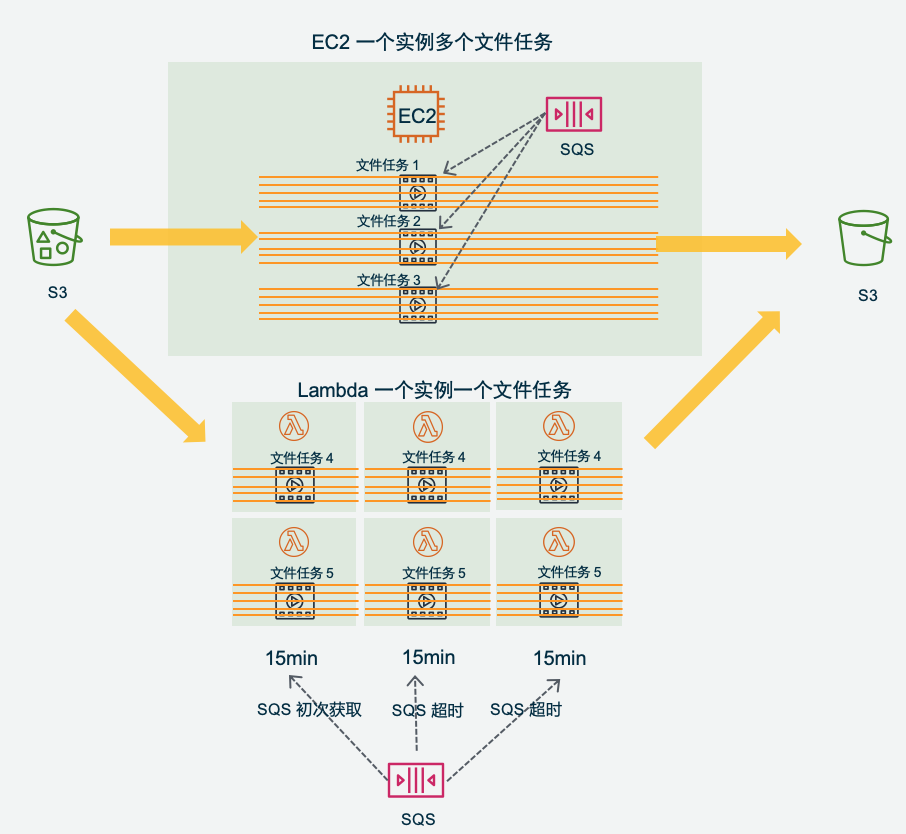 EC2 一个实例多个文件任务
EC2
SQS
文件任务 1
文件任务 2
文件任务 3
S3
S3
Lambda 一个实例一个文件任务
文件任务 4
文件任务 4
文件任务 4
文件任务 5
文件任务 5
文件任务 5
15min
15min
15min
SQS 初次获取
SQS 超时
SQS 超时
SQS